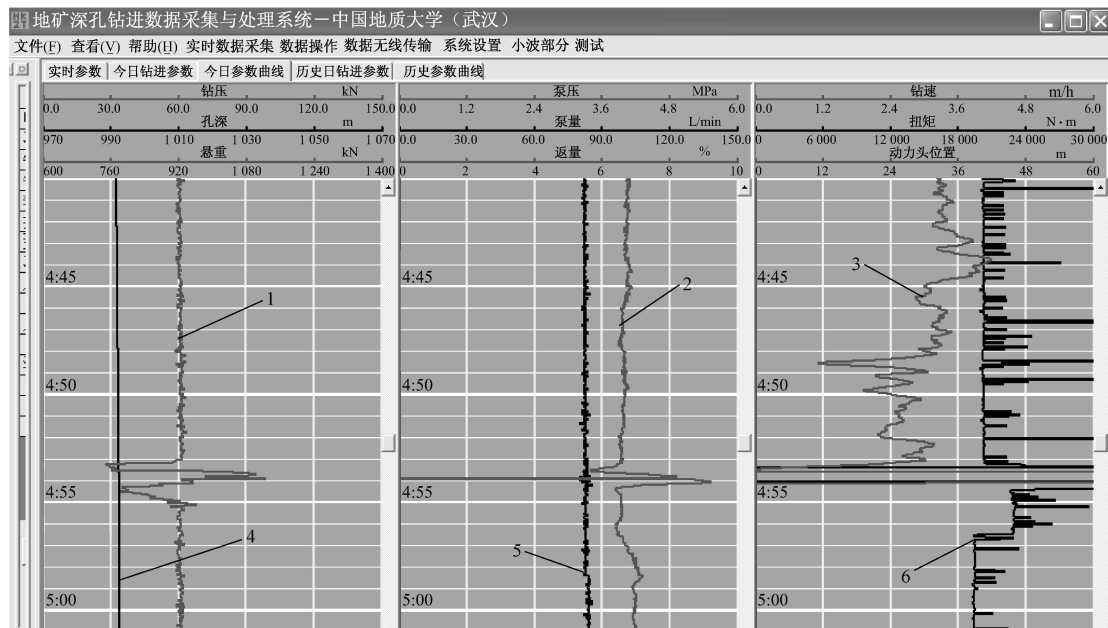 地矿深孔钻进数据采集与处理系统－中国地质大学（武汉）
文件(F) 查看(V) 帮助(H) 实时数据采集 数据操作 数据无线传输 系统设置 小波部分 测试
实时参数 今日钻进参数 今日参数曲线 历史日钻进参数 历史参数曲线
钻压 kN
0.0 30.0 60.0 90.0 120.0 150.0
孔深 m
970 990 1 010 1 030 1 050 1 070
悬重 kN
600 760 920 1 080 1 240 1 400
4:45
1
4:50
4:55
4
5:00
泵压 MPa
0.0 1.2 2.4 3.6 4.8 6.0
泵量 L/min
0.0 30.0 60.0 90.0 120.0 150.0
返量 %
0 2 4 6 8 10
4:45
2
4:50
4:55
5
5:00
钻速 m/h
0.0 1.2 2.4 3.6 4.8 6.0
扭矩 N·m
0 6 000 12 000 18 000 24 000 30 000
动力头位置 m
0 12 24 36 48 60
3
4:45
4:50
4:55
6
5:00